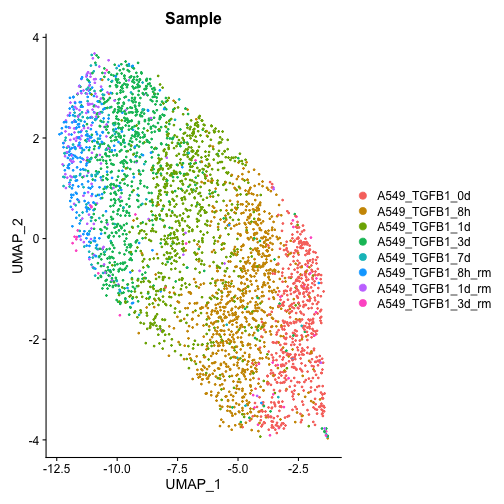 Sample
4
2
0
-2
-4
UMAP_2
-12.5 -10.0 -7.5 -5.0 -2.5
UMAP_1
A549_TGFB1_0d
A549_TGFB1_8h
A549_TGFB1_1d
A549_TGFB1_3d
A549_TGFB1_7d
A549_TGFB1_8h_rm
A549_TGFB1_1d_rm
A549_TGFB1_3d_rm